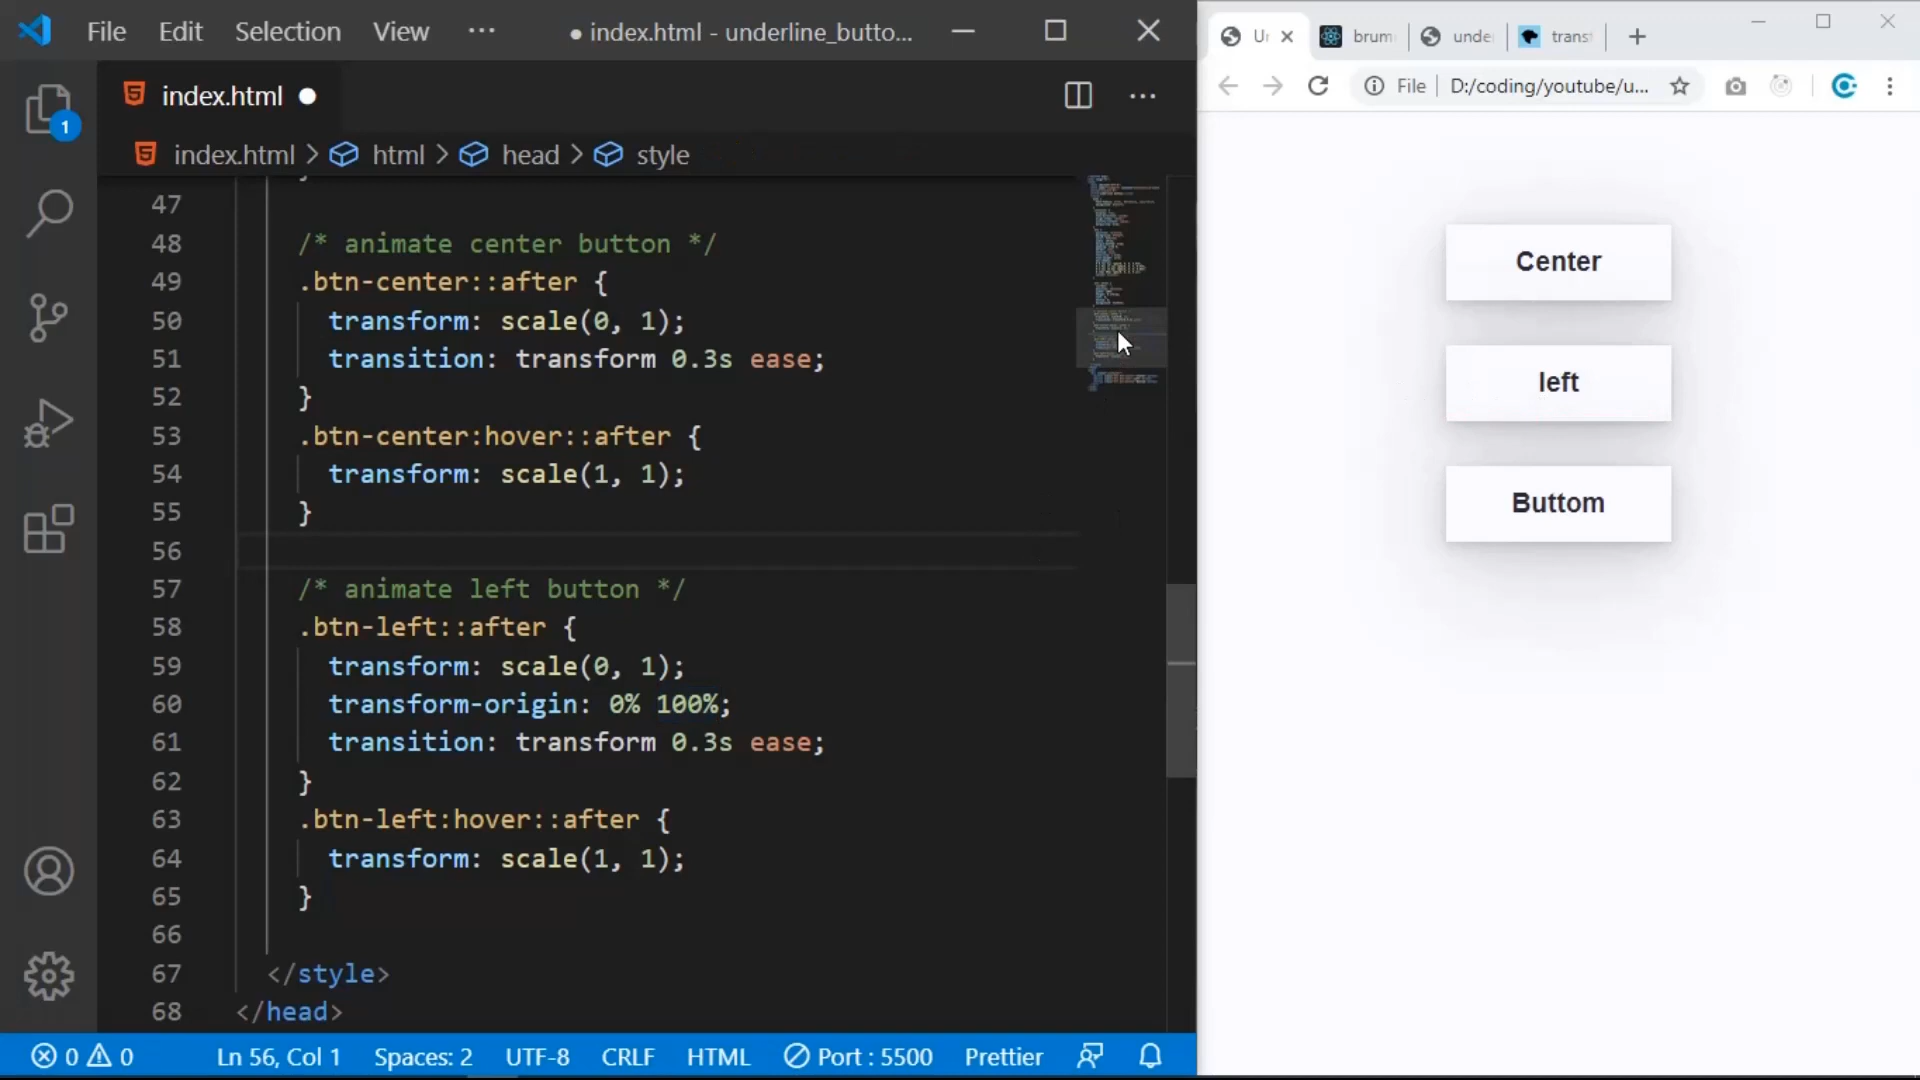 File Edit Selection View ··· ● index.html - underline_butto...
index.html ●
index.html > html > head > style
1
47
48 /* animate center button */
49 .btn-center::after {
50 transform: scale(0, 1);
51 transition: transform 0.3s ease;
52 }
53 .btn-center:hover::after {
54 transform: scale(1, 1);
55 }
56
57 /* animate left button */
58 .btn-left::after {
59 transform: scale(0, 1);
60 transform-origin: 0% 100%;
61 transition: transform 0.3s ease;
62 }
63 .btn-left:hover::after {
64 transform: scale(1, 1);
65 }
66
67 </style>
68 </head>
0 0 Ln 56, Col 1 Spaces: 2 UTF-8 CRLF HTML Port : 5500 Prettier
Ur brum unde trans
File D:/coding/youtube/u...
Center
left
Buttom